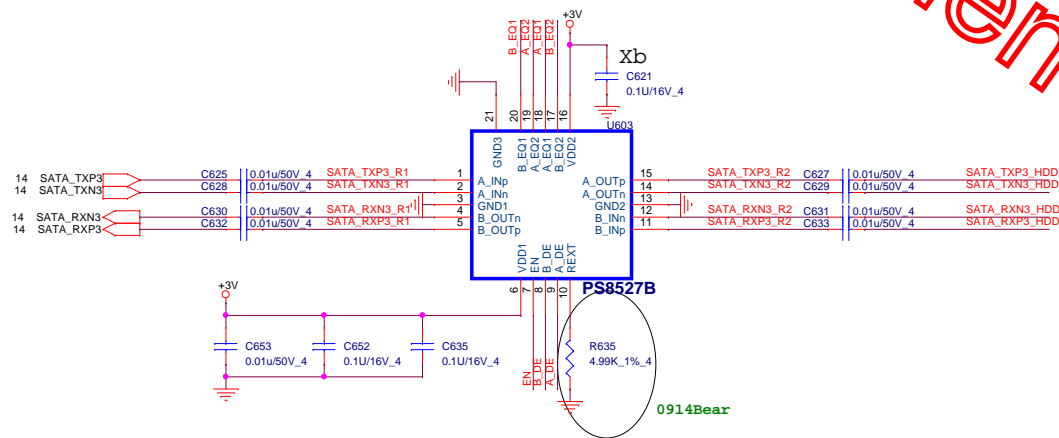 +3V
B_EQ1
A_EQ2
A_EQ1
B_EQ2
Xb
C621
0.1U/16V_4
21
20
19
18
17
16
U603
GND3
B_EQ1
A_EQ2
A_EQ1
B_EQ2
VDD2
14 SATA_TXP3 C625 0.01u/50V_4 SATA_TXP3_R1 1 A_INp A_OUTp 15 SATA_TXP3_R2 C627 0.01u/50V_4 SATA_TXP3_HDD
14 SATA_TXN3 C628 0.01u/50V_4 SATA_TXN3_R1 2 A_INn A_OUTn 14 SATA_TXN3_R2 C629 0.01u/50V_4 SATA_TXN3_HDD
3 GND1 GND2 13
14 SATA_RXN3 C630 0.01u/50V_4 SATA_RXN3_R1 4 B_OUTn B_INn 12 SATA_RXN3_R2 C631 0.01u/50V_4 SATA_RXN3_HDD
14 SATA_RXP3 C632 0.01u/50V_4 SATA_RXP3_R1 5 B_OUTp B_INp 11 SATA_RXP3_R2 C633 0.01u/50V_4 SATA_RXP3_HDD
VDD1
EN
B_DE
A_DE
REXT
6
7
8
9
10
PS8527B
+3V
C653
0.01u/50V_4
C652
0.1U/16V_4
C635
0.1U/16V_4
EN
B_DE
A_DE
R635
4.99K_1%_4
0914Bear